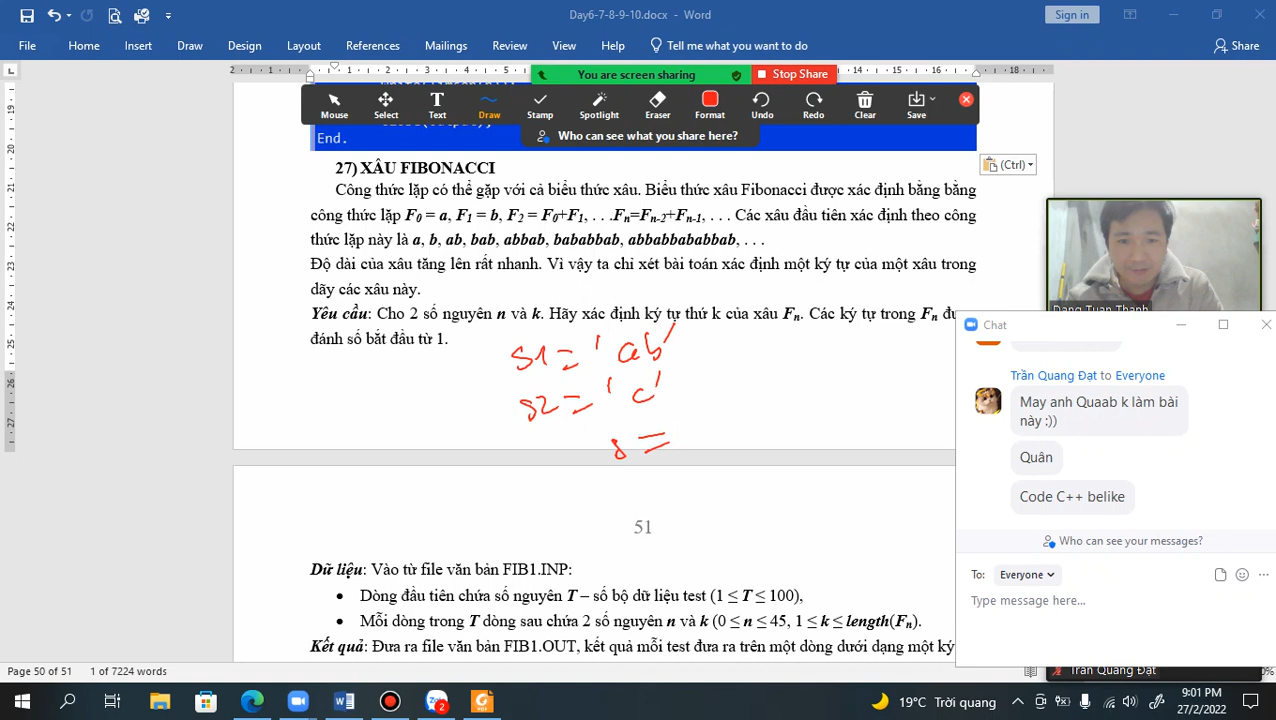 Day6-7-8-9-10.docx - Word
Sign in
File Home Insert Draw Design Layout References Mailings Review View Help Tell me what you want to do Share
You are screen sharing Stop Share
Mouse Select Text Draw Stamp Spotlight Eraser Format Undo Redo Clear Save
Who can see what you share here?
End.
(Ctrl)
27) XÂU FIBONACCI
Công thức lặp có thể gặp với cả biểu thức xâu. Biểu thức xâu Fibonacci được xác định bằng bằng
công thức lặp F0 = a, F1 = b, F2 = F0+F1, . . .Fn=Fn-2+Fn-1, . . . Các xâu đầu tiên xác định theo công
thức lặp này là a, b, ab, bab, abbab, bababbab, abbabbababbab, . . .
Độ dài của xâu tăng lên rất nhanh. Vì vậy ta chỉ xét bài toán xác định một ký tự của một xâu trong
dãy các xâu này.
Yêu cầu: Cho 2 số nguyên n và k. Hãy xác định ký tự thứ k của xâu Fn. Các ký tự trong Fn đư
đánh số bắt đầu từ 1.
S1 = 'ab'
S2 = 'c'
s =
51
Dữ liệu: Vào từ file văn bản FIB1.INP:
• Dòng đầu tiên chứa số nguyên T – số bộ dữ liệu test (1 ≤ T ≤ 100),
• Mỗi dòng trong T dòng sau chứa 2 số nguyên n và k (0 ≤ n ≤ 45, 1 ≤ k ≤ length(Fn).
Kết quả: Đưa ra file văn bản FIB1.OUT, kết quả mỗi test đưa ra trên một dòng dưới dạng một ký
Dang Tuan Thanh
Chat
Trần Quang Đạt to Everyone
May anh Quaab k làm bài
này :))
Quân
Code C++ belike
Who can see your messages?
To: Everyone
Type message here...
Trần Quang Đạt
Page 50 of 51 1 of 7224 words
19°C Trời quang
9:01 PM
27/2/2022